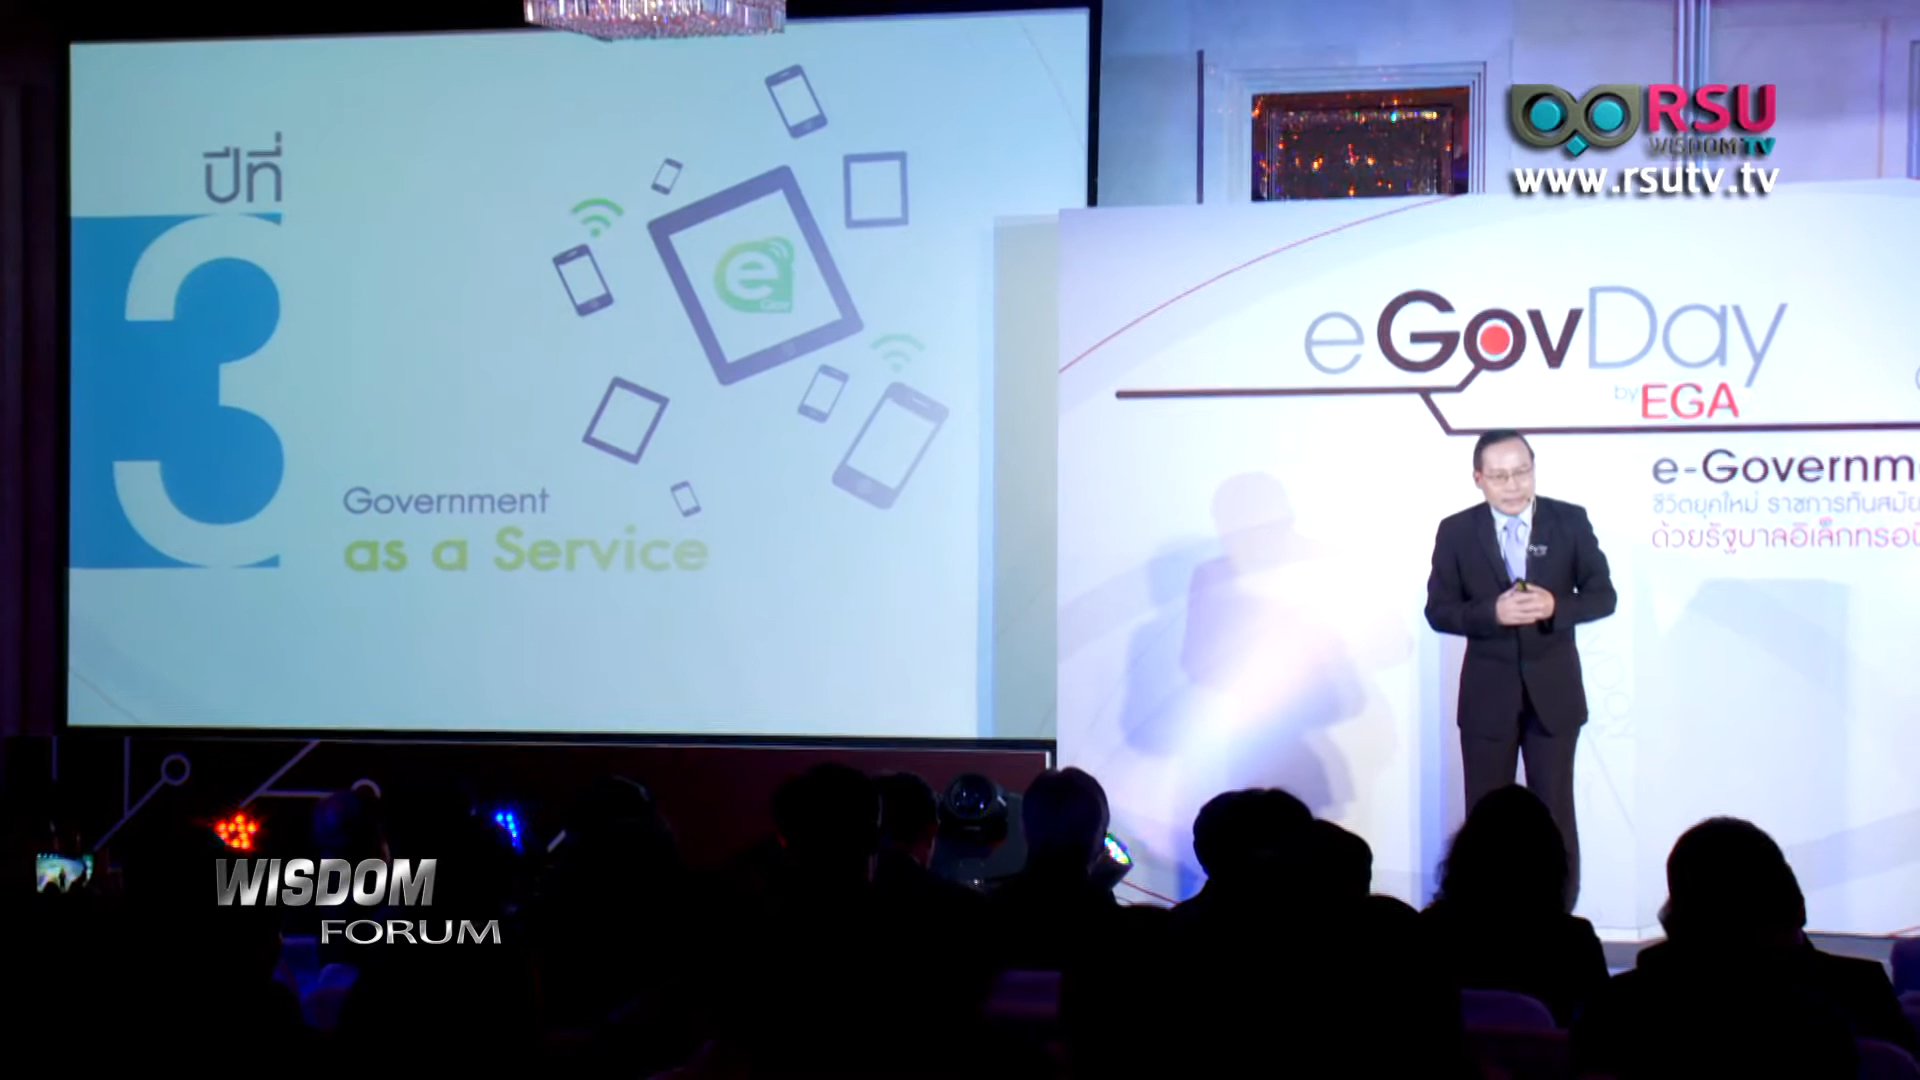 ปีที่
3
Government
as a Service
e
Gov
RSU
WISDOM TV
www.rsutv.tv
eGovDay
by EGA
e-Governm
ชีวิตยุคใหม่ ราชการทันสมัย
ด้วยรัฐบาลอิเล็กทรอนิ
WISDOM
FORUM